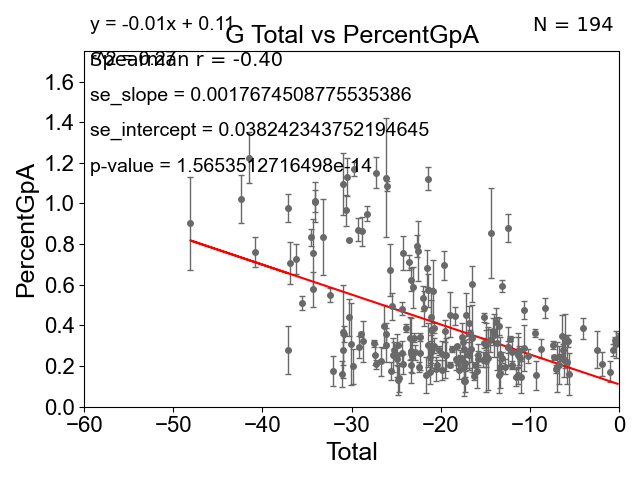 y = -0.01x + 0.11
N = 194
G Total vs PercentGpA
Spearman r = -0.40
se_slope = 0.0017674508775535386
se_intercept = 0.038242343752194645
p-value = 1.5653512716498e-14
PercentGpA
1.6
1.4
1.2
1.0
0.8
0.6
0.4
0.2
0.0
−60
−50
−40
−30
−20
−10
0
Total